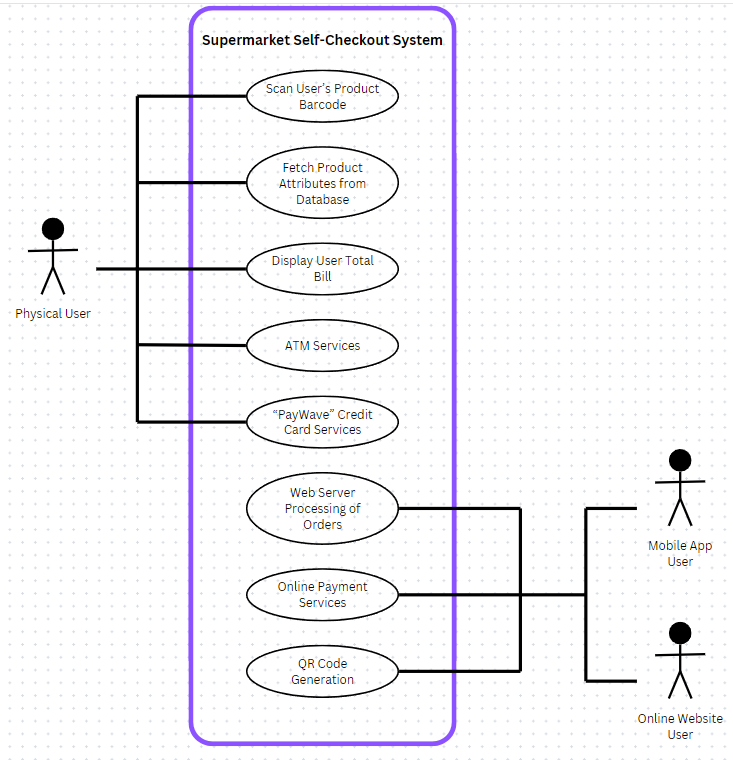 Supermarket Self-Checkout System
Scan User's Product
Barcode
Fetch Product
Attributes from
Database
Display User Total
Bill
Physical User
ATM Services
“PayWave” Credit
Card Services
Web Server
Processing of
Orders
Mobile App
User
Online Payment
Services
QR Code
Generation
Online Website
User